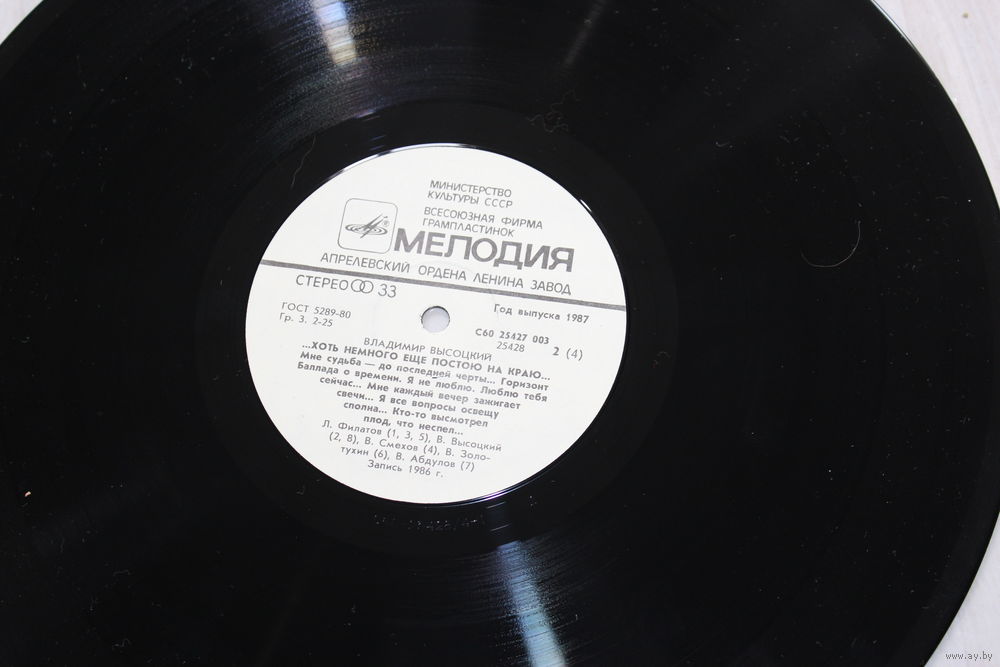 МИНИСТЕРСТВО
КУЛЬТУРЫ СССР
ВСЕСОЮЗНАЯ ФИРМА
ГРАМПЛАСТИНОК
МЕЛОДИЯ
АПРЕЛЕВСКИЙ ОРДЕНА ЛЕНИНА ЗАВОД
СТЕРЕО 33
ГОСТ 5289-80
Гр. 3. 2-25
Год выпуска 1987
С60 25427 003
25428
2 (4)
ВЛАДИМИР ВЫСОЦКИЙ
...ХОТЬ НЕМНОГО ЕЩЕ ПОСТОЮ НА КРАЮ...
Мне судьба — до последней черты... Горизонт
Баллада о времени. Я не люблю. Люблю тебя
сейчас... Мне каждый вечер зажигает
свечи... Я все вопросы освещу
сполна... Кто-то высмотрел
плод, что неспел...
Л. Филатов (1, 3, 5), В. Высоцкий
(2, 8), В. Смехов (4), В. Золо-
тухин (6), В. Абдулов (7)
Запись 1986 г.
www.ay.by